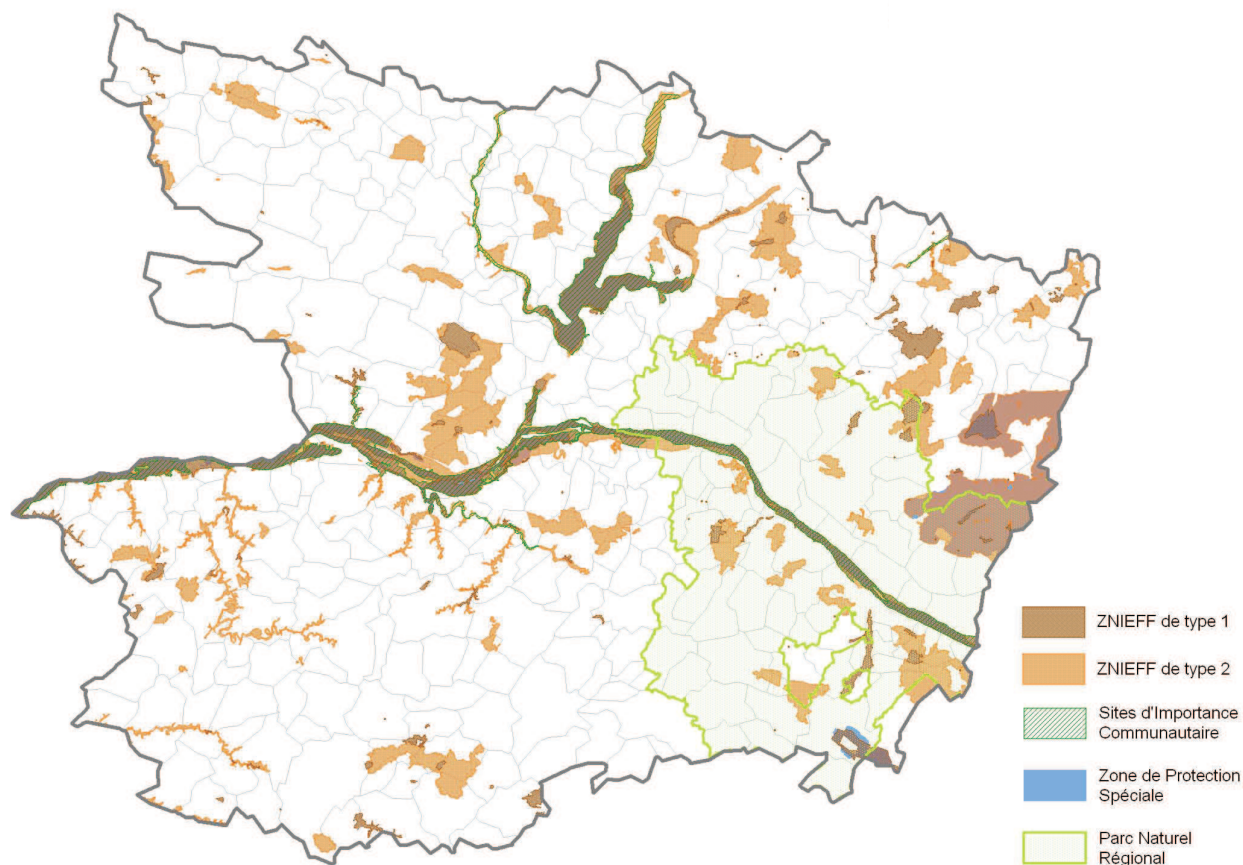 ZNIEFF de type 1
ZNIEFF de type 2
Sites d'Importance
Communautaire
Zone de Protection
Spéciale
Parc Naturel
Régional